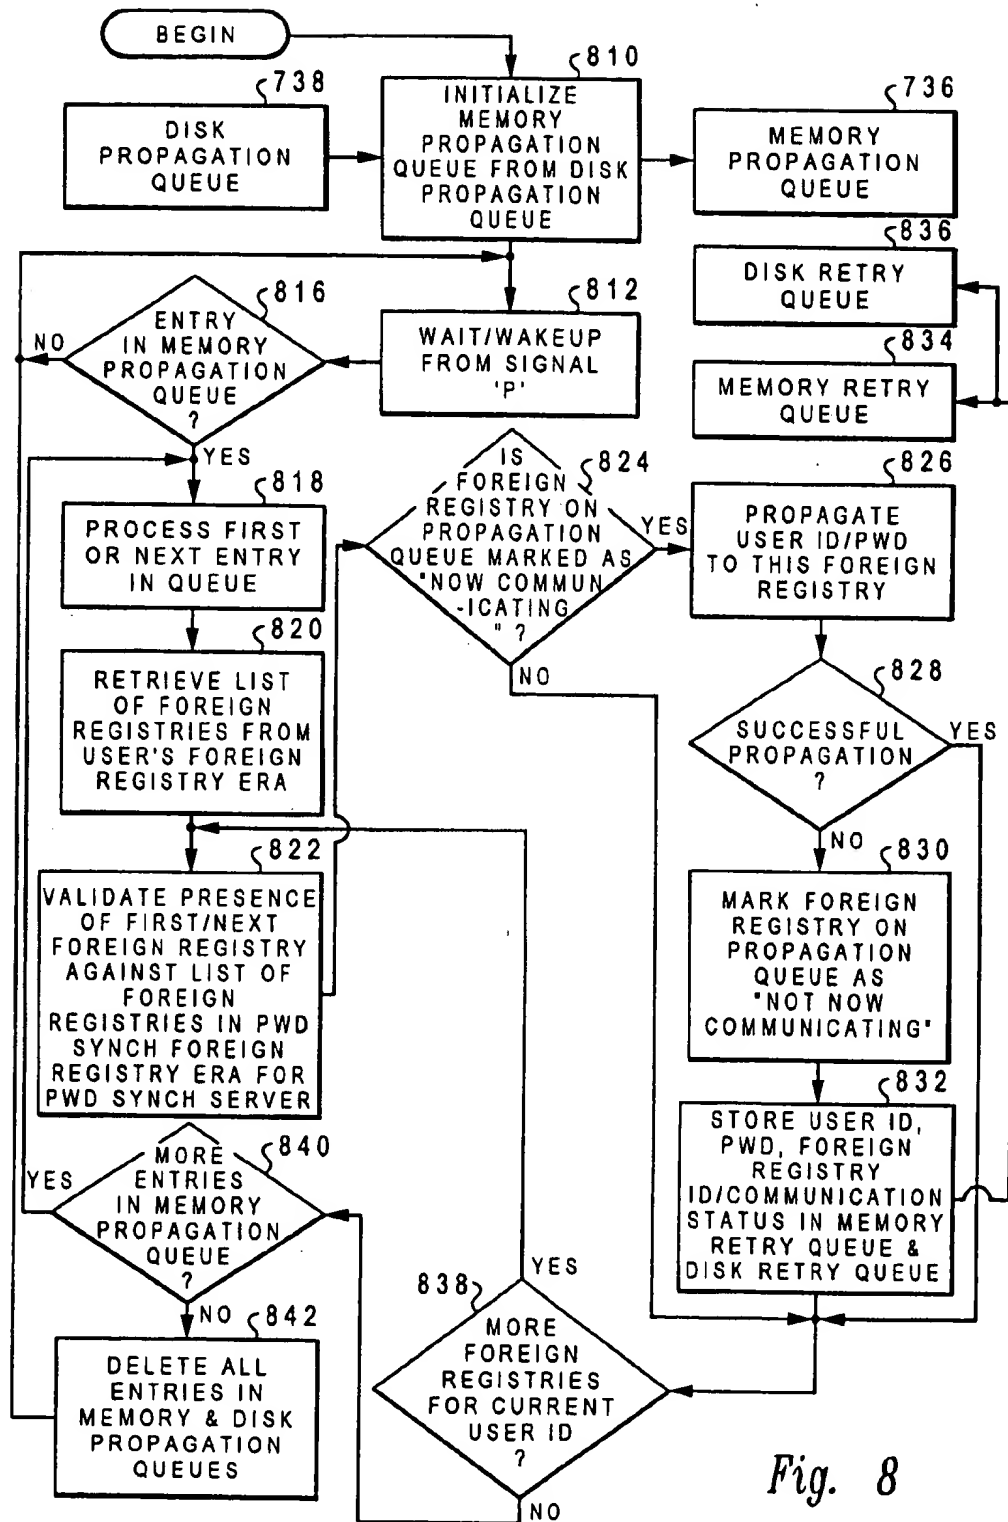 BEGIN
810
INITIALIZE
MEMORY
PROPAGATION
QUEUE FROM DISK
PROPAGATION
QUEUE
738
DISK
PROPAGATION
QUEUE
736
MEMORY
PROPAGATION
QUEUE
836
DISK RETRY
QUEUE
834
MEMORY RETRY
QUEUE
812
WAIT/WAKEUP
FROM SIGNAL
'P'
816
ENTRY
IN MEMORY
PROPAGATION
QUEUE
?
NO
YES
818
PROCESS FIRST
OR NEXT ENTRY
IN QUEUE
820
RETRIEVE LIST
OF FOREIGN
REGISTRIES FROM
USER'S FOREIGN
REGISTRY ERA
822
VALIDATE PRESENCE
OF FIRST/NEXT
FOREIGN REGISTRY
AGAINST LIST OF
FOREIGN
REGISTRIES IN PWD
SYNCH FOREIGN
REGISTRY ERA FOR
PWD SYNCH SERVER
824
IS
FOREIGN
REGISTRY ON
PROPAGATION
QUEUE MARKED AS
"NOW COMMUN
-ICATING
" ?
YES
NO
826
PROPAGATE
USER ID/PWD
TO THIS FOREIGN
REGISTRY
828
SUCCESSFUL
PROPAGATION
?
YES
NO
830
MARK FOREIGN
REGISTRY ON
PROPAGATION
QUEUE AS
"NOT NOW
COMMUNICATING"
832
STORE USER ID,
PWD, FOREIGN
REGISTRY
ID/COMMUNICATION
STATUS IN MEMORY
RETRY QUEUE &
DISK RETRY QUEUE
838
MORE
FOREIGN
REGISTRIES
FOR CURRENT
USER ID
?
YES
NO
840
MORE
ENTRIES
IN MEMORY
PROPAGATION
QUEUE
?
YES
NO
842
DELETE ALL
ENTRIES IN
MEMORY & DISK
PROPAGATION
QUEUES
Fig. 8